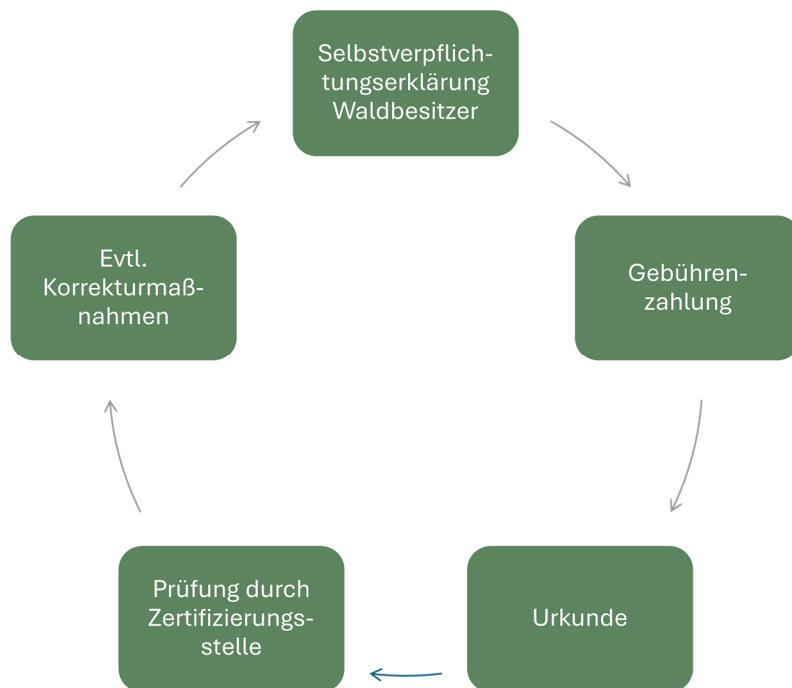 Selbstverpflich-
tungserklärung
Waldbesitzer
Gebühren-
zahlung
Urkunde
Prüfung durch
Zertifizierungs-
stelle
Evtl.
Korrekturmaß-
nahmen